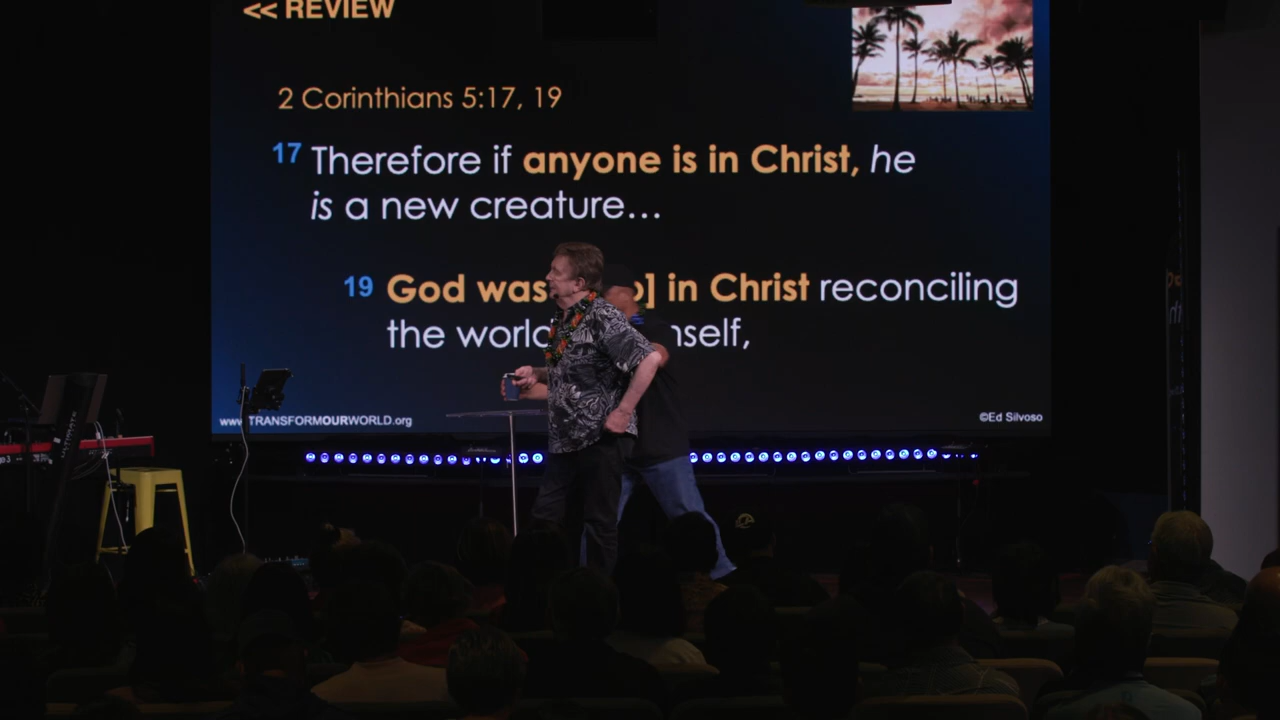 << REVIEW
2 Corinthians 5:17, 19
17 Therefore if anyone is in Christ, he
is a new creature…
19 God was o] in Christ reconciling
the world nself,
www.TRANSFORMOURWORLD.org
©Ed Silvoso